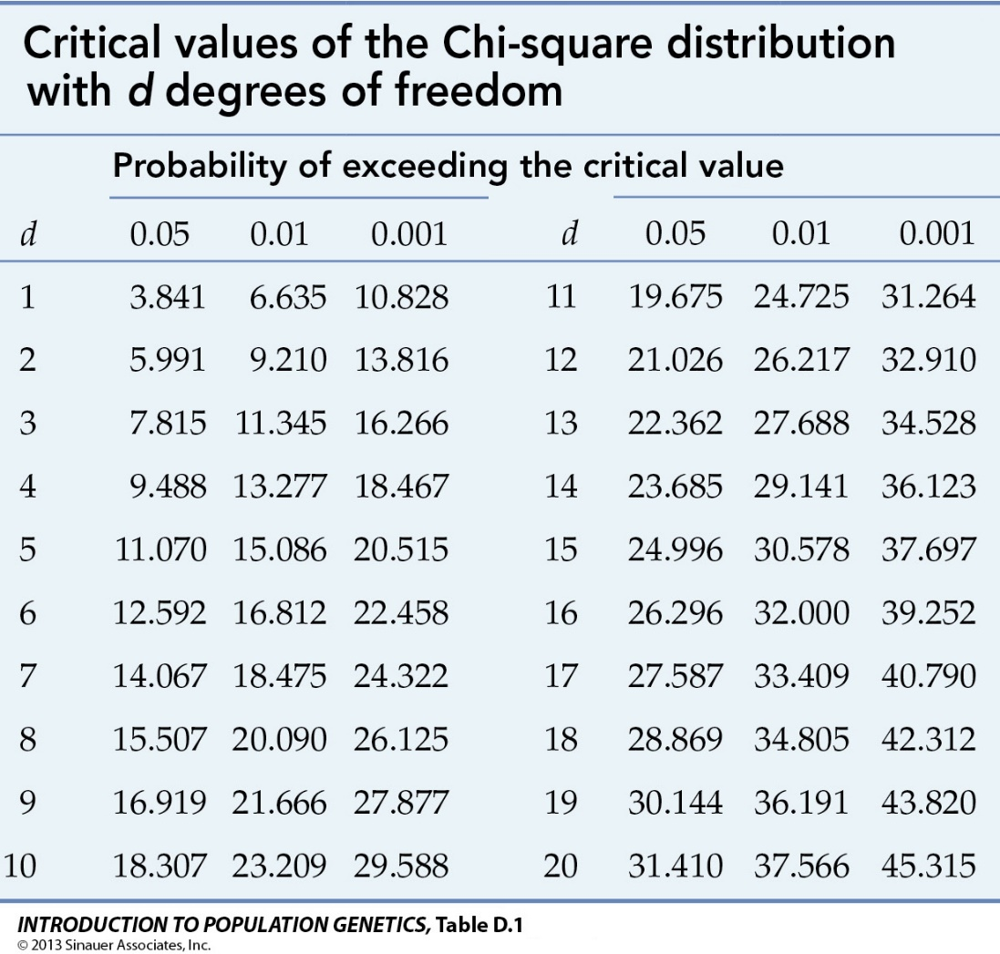 Critical values of the Chi-square distribution
with d degrees of freedom
Probability of exceeding the critical value
d 0.05 0.01 0.001 d 0.05 0.01 0.001
1 3.841 6.635 10.828 11 19.675 24.725 31.264
2 5.991 9.210 13.816 12 21.026 26.217 32.910
3 7.815 11.345 16.266 13 22.362 27.688 34.528
4 9.488 13.277 18.467 14 23.685 29.141 36.123
5 11.070 15.086 20.515 15 24.996 30.578 37.697
6 12.592 16.812 22.458 16 26.296 32.000 39.252
7 14.067 18.475 24.322 17 27.587 33.409 40.790
8 15.507 20.090 26.125 18 28.869 34.805 42.312
9 16.919 21.666 27.877 19 30.144 36.191 43.820
10 18.307 23.209 29.588 20 31.410 37.566 45.315
INTRODUCTION TO POPULATION GENETICS, Table D.1
© 2013 Sinauer Associates, Inc.